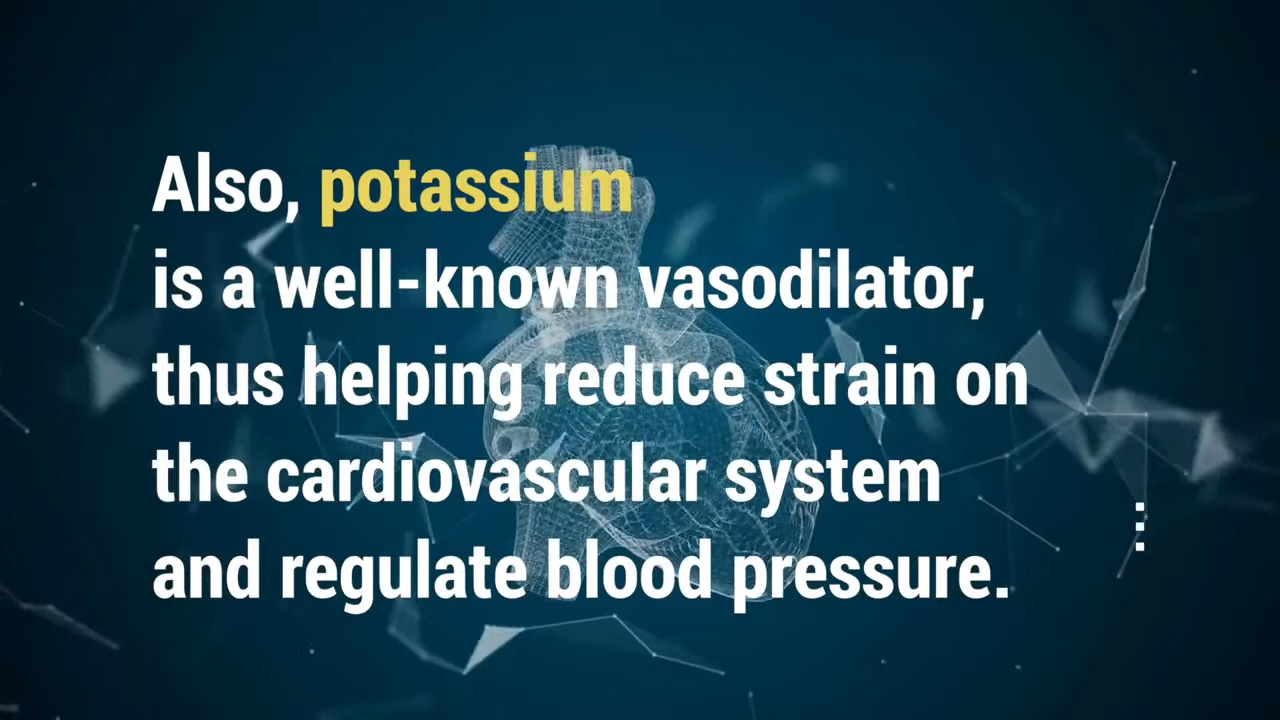 Also, potassium
is a well-known vasodilator,
thus helping reduce strain on
the cardiovascular system
and regulate blood pressure.